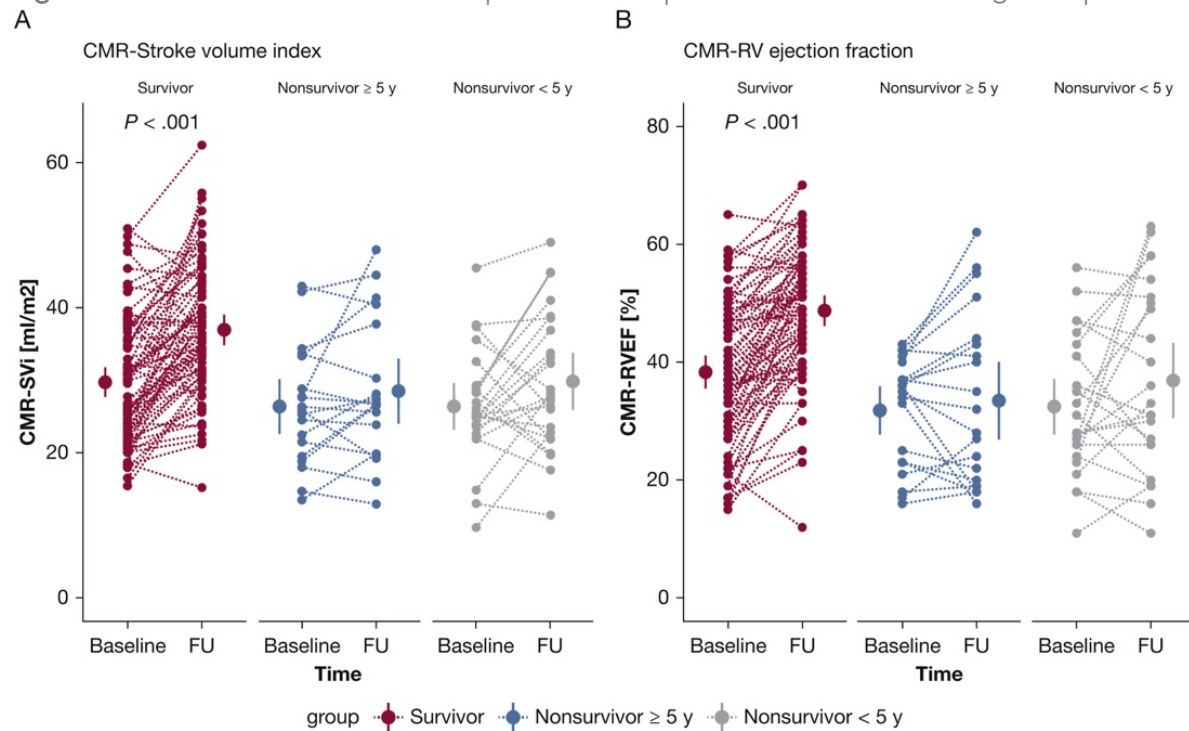 A
CMR-Stroke volume index
Survivor
Nonsurvivor ≥ 5 y
Nonsurvivor < 5 y
P < .001
60
40
20
0
CMR-SVi [ml/m2]
Baseline FU
Baseline FU
Baseline FU
Time
B
CMR-RV ejection fraction
Survivor
Nonsurvivor ≥ 5 y
Nonsurvivor < 5 y
P < .001
80
60
40
20
0
CMR-RVEF [%]
Baseline FU
Baseline FU
Baseline FU
Time
group Survivor Nonsurvivor ≥ 5 y Nonsurvivor < 5 y